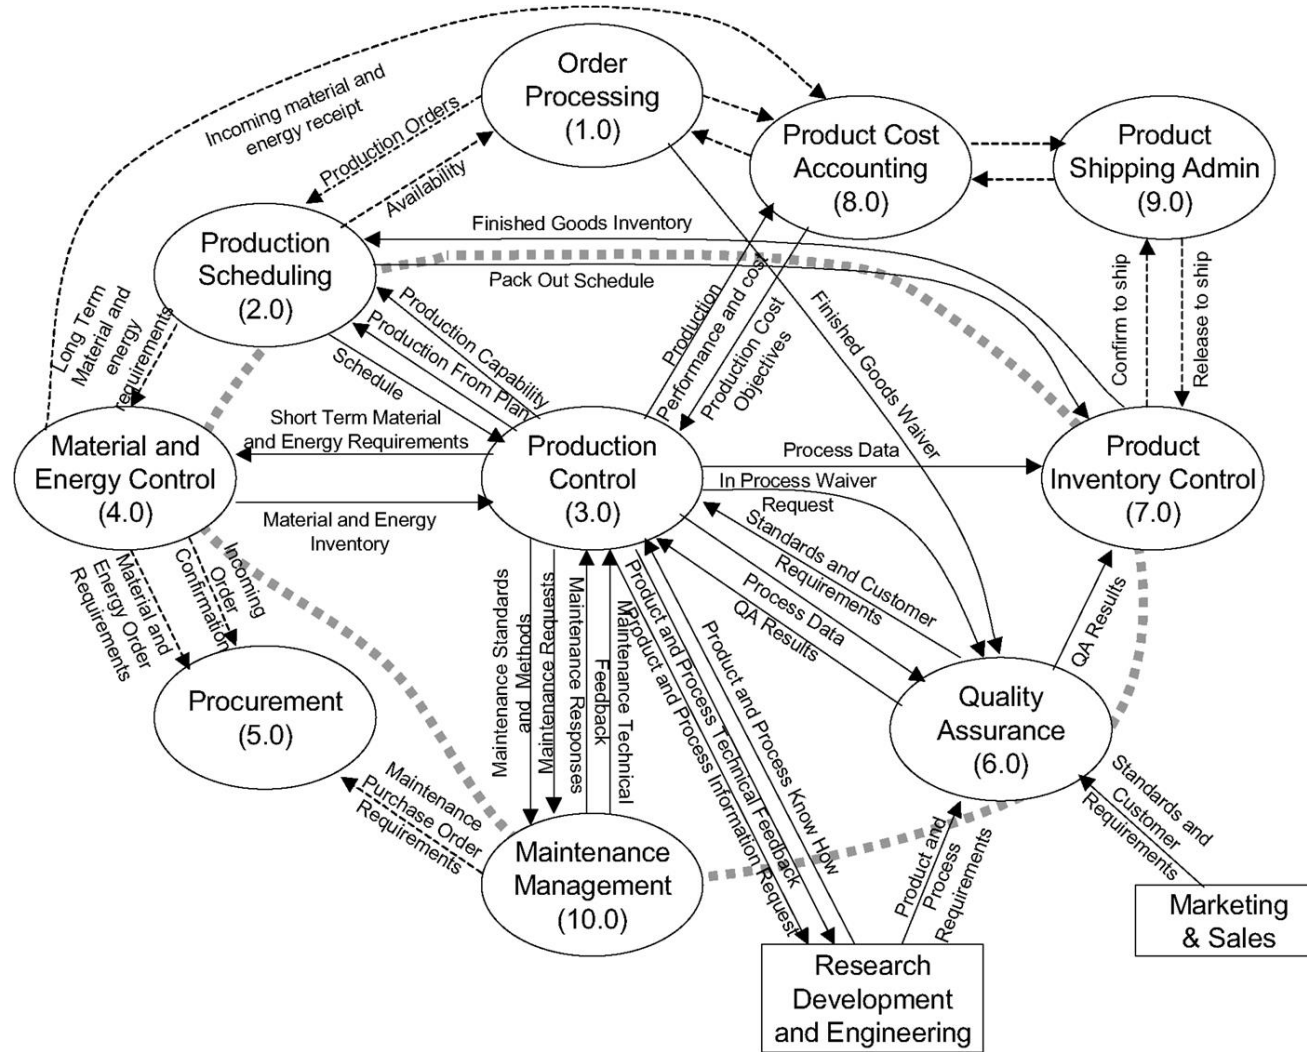 Order
Processing
(1.0)
Incoming material and
energy receipt
Production Orders
Availability
Product Cost
Accounting
(8.0)
Product
Shipping Admin
(9.0)
Production
Scheduling
(2.0)
Finished Goods Inventory
Pack Out Schedule
Long Term
Material and
energy
requirements
Production Capability
Production From Plan
Schedule
Production
Performance and cost
Production Cost
Objectives
Finished Goods Waiver
Confirm to ship
Release to ship
Material and
Energy Control
(4.0)
Short Term Material
and Energy Requirements
Material and Energy
Inventory
Production
Control
(3.0)
Process Data
In Process Waiver
Request
Product
Inventory Control
(7.0)
Standards and Customer
Requirements
Process Data
QA Results
QA Results
Material and
Energy Order
Requirements
Incoming
Order
Confirmation
Maintenance Standards
and Methods
Maintenance Requests
Maintenance Responses
Maintenance Technical
Feedback
Product and Process Technical Feedback
Product and Process Information Request
Product and Process Know How
Procurement
(5.0)
Quality
Assurance
(6.0)
Maintenance
Purchase Order
Requirements
Maintenance
Management
(10.0)
Product and
Process
Requirements
Standards and
Customer
Requirements
Marketing
& Sales
Research
Development
and Engineering